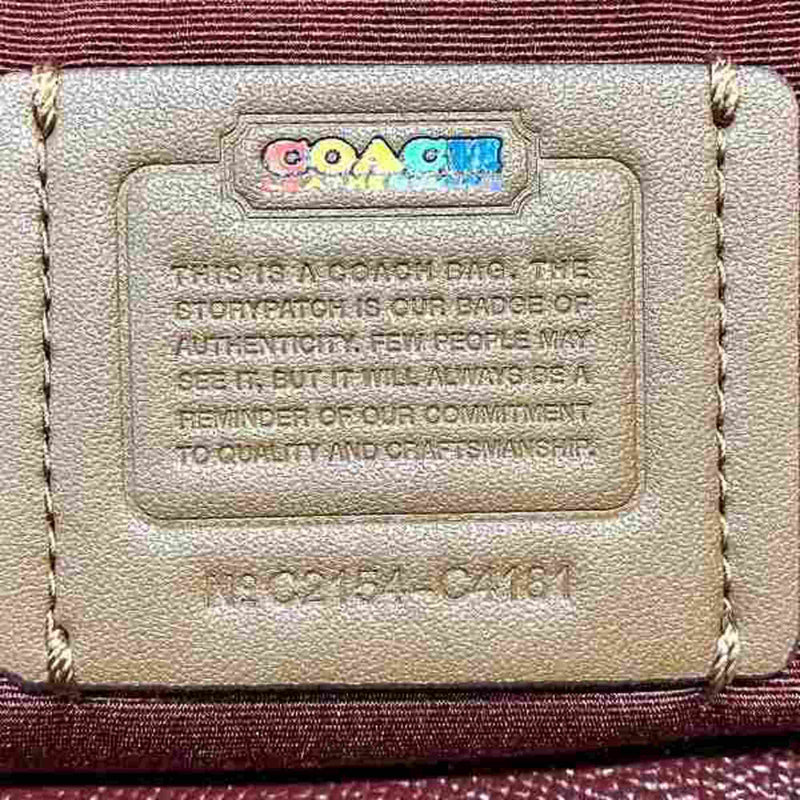 COACH
THIS IS A COACH BAG. THE
STORYPATCH IS OUR BADGE OF
AUTHENTICITY. FEW PEOPLE MAY
SEE IT, BUT IT WILL ALWAYS BE A
REMINDER OF OUR COMMITMENT
TO QUALITY AND CRAFTSMANSHIP.
№ C2154-C4161